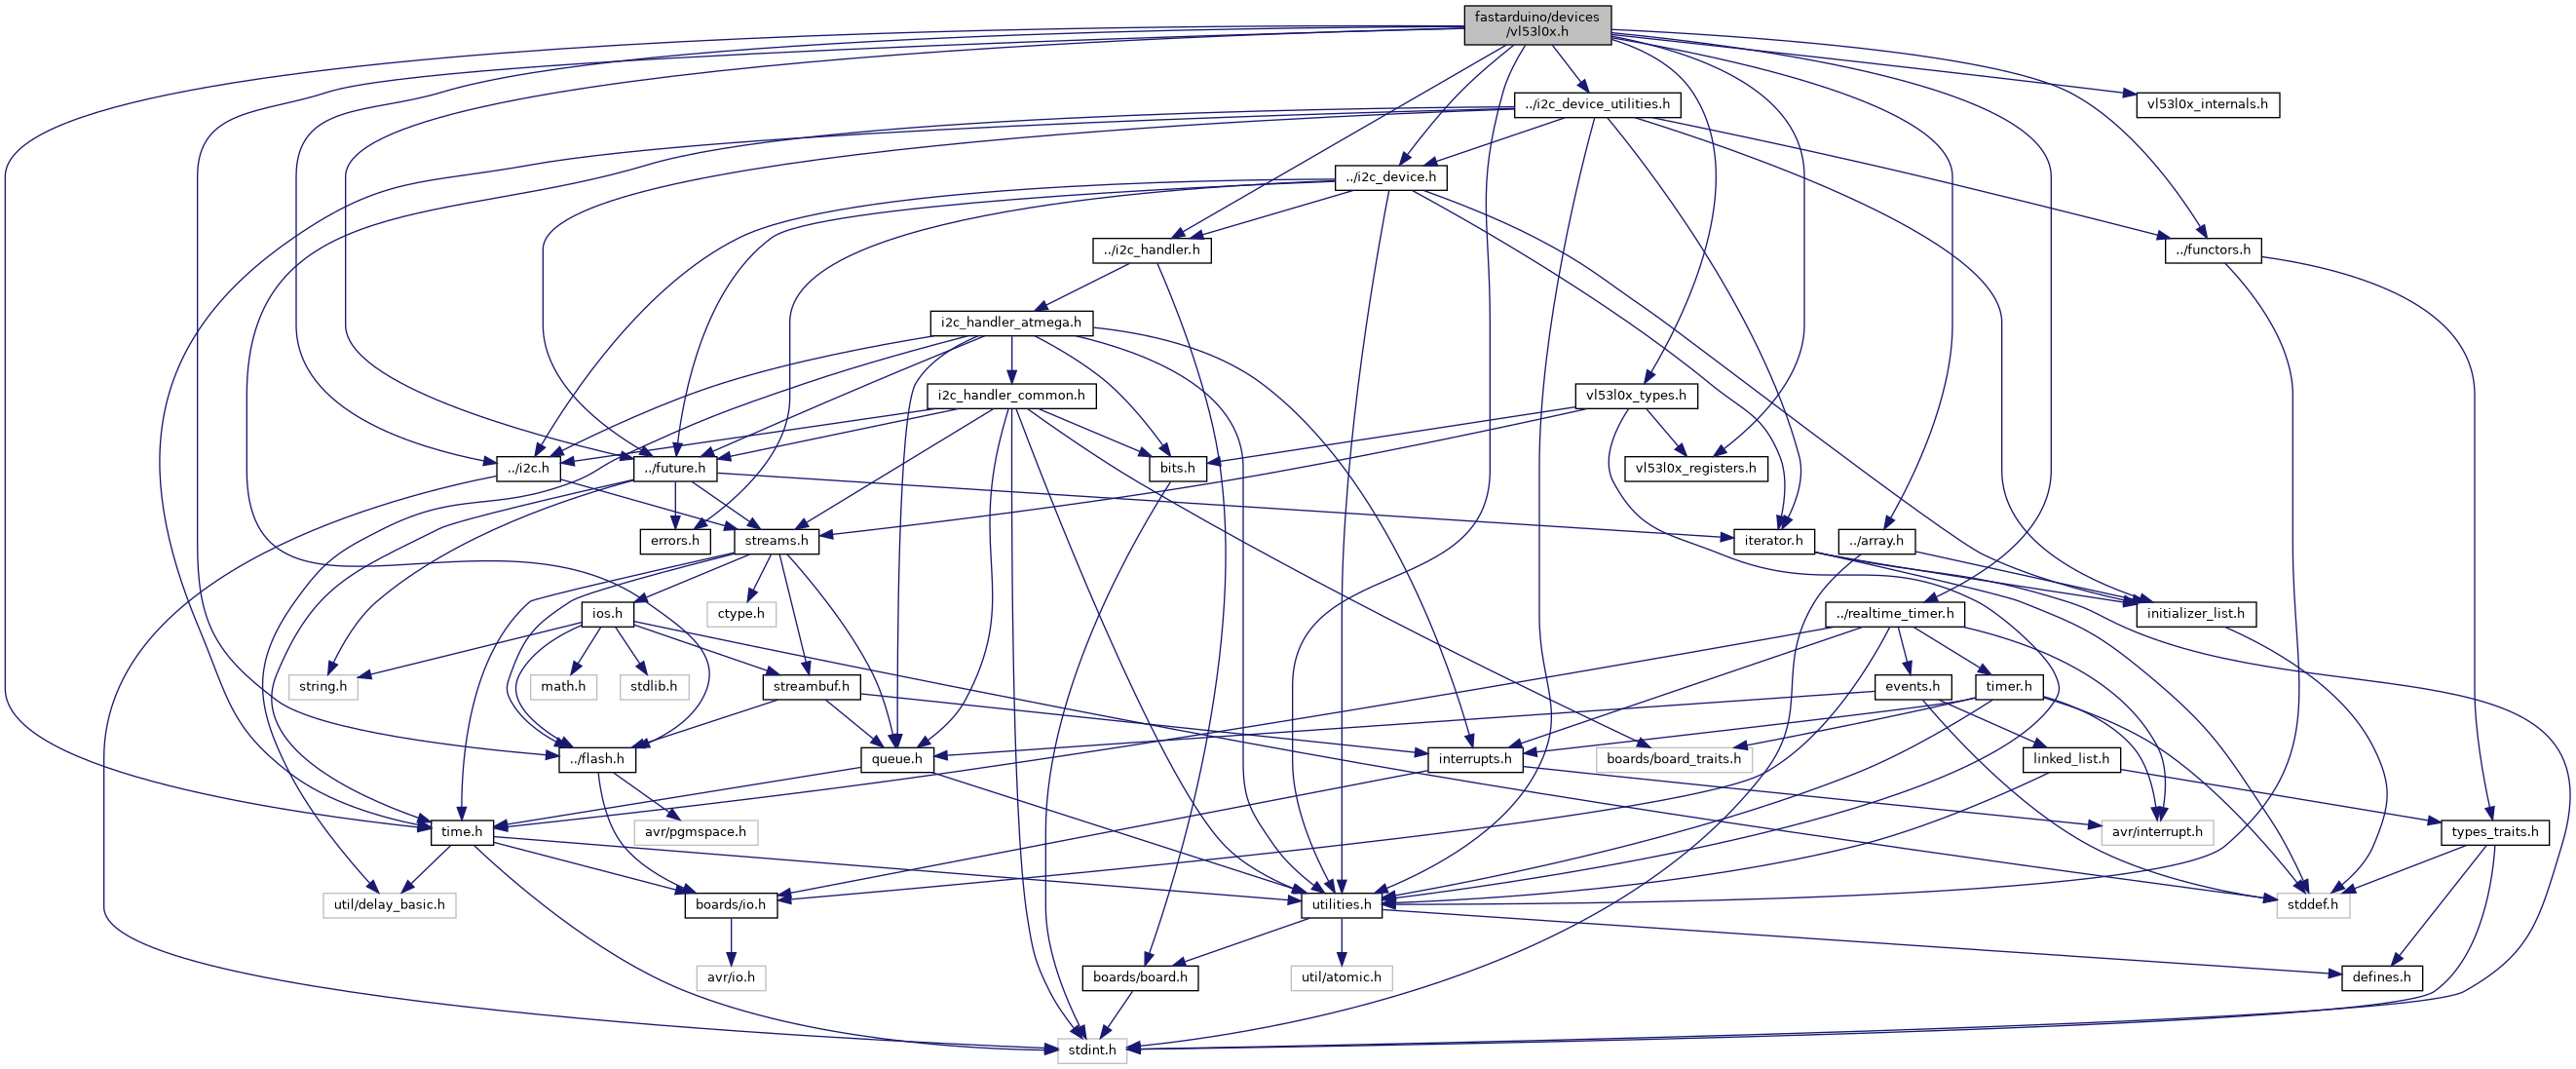 fastarduino/devices
/vl53l0x.h
../i2c_device_utilities.h
vl53l0x_internals.h
../i2c_device.h
../i2c_handler.h
../functors.h
i2c_handler_atmega.h
i2c_handler_common.h
vl53l0x_types.h
../i2c.h
../future.h
bits.h
vl53l0x_registers.h
errors.h
streams.h
iterator.h
../array.h
ios.h
ctype.h
../realtime_timer.h
initializer_list.h
string.h
math.h
stdlib.h
streambuf.h
events.h
timer.h
../flash.h
queue.h
interrupts.h
boards/board_traits.h
linked_list.h
time.h
avr/pgmspace.h
avr/interrupt.h
types_traits.h
util/delay_basic.h
boards/io.h
utilities.h
stddef.h
avr/io.h
boards/board.h
util/atomic.h
defines.h
stdint.h